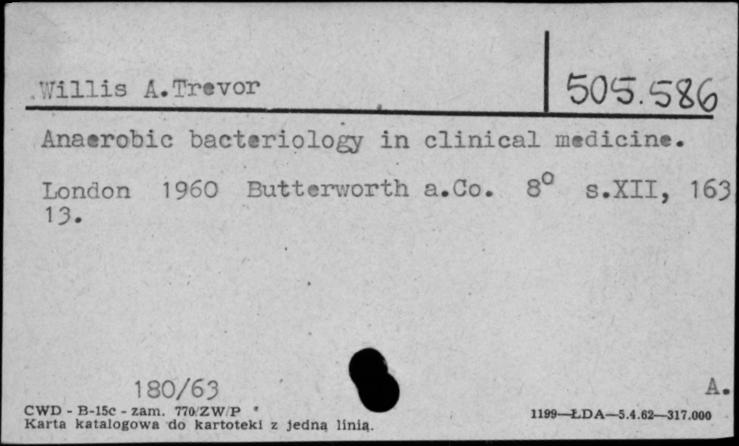 Willis A.Trevor
505.586
Anaerobic bacteriology in clinical medicine.
London 1960 Butterworth a.Co. 8° s.XII, 163
13.
180/63
A.
CWD - B-15c - zam. 770/ZW/P
Karta katalogowa do kartoteki z jedną linią.
1199—ŁDA—5.4.62—317.000